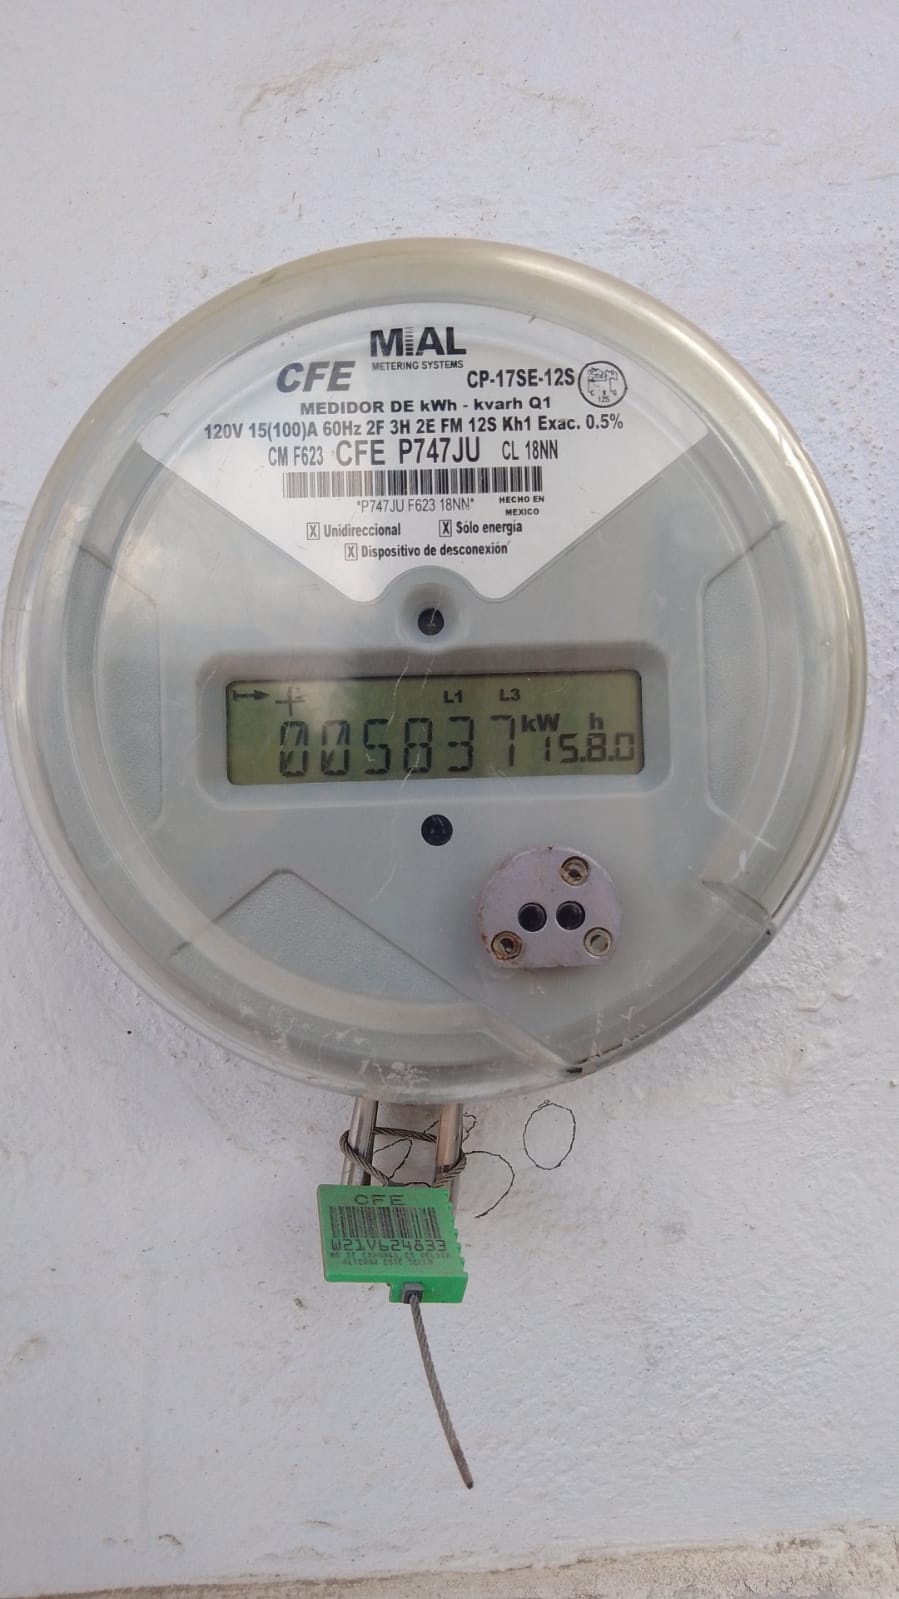 MIAL
METERING SYSTEMS
CFE
CP-17SE-12S
MEDIDOR DE kWh - kvarh Q1
120V 15(100)A 60Hz 2F 3H 2E FM 12S Kh1 Exac. 0.5%
CM F623 CFE P747JU CL 18NN
*P747JU F623 18NN*
HECHO EN
MEXICO
X Unidireccional X Sólo energía
X Dispositivo de desconexión
L1 L3
005837 kW h 15.8.0
CFE
W21V624833